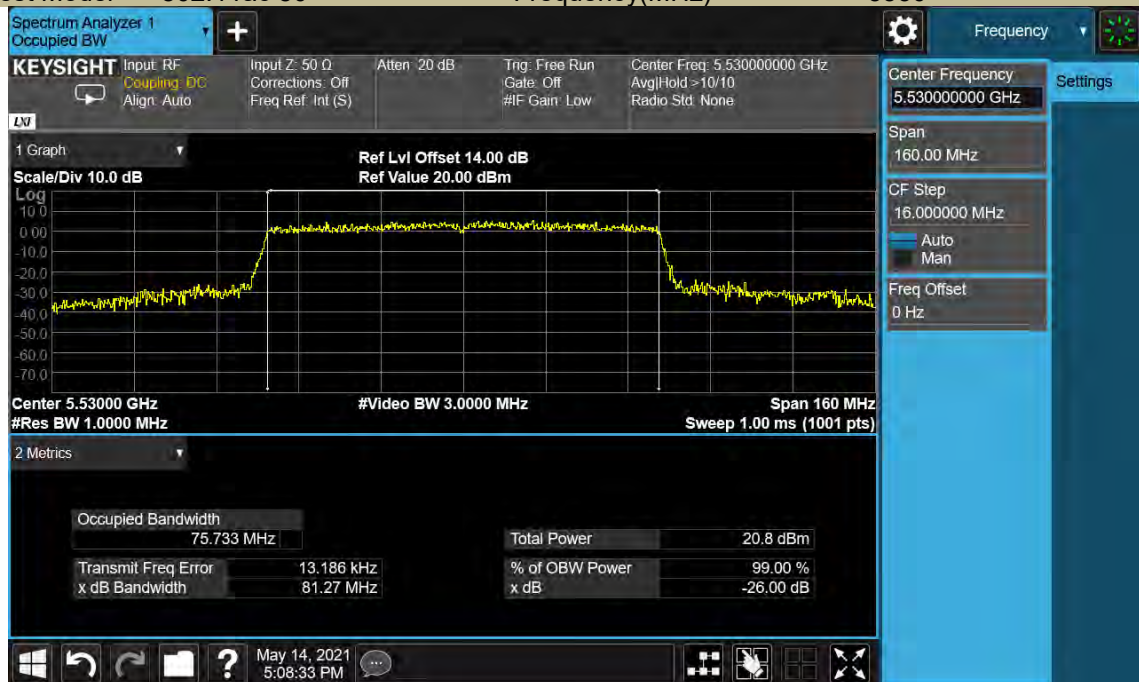 Spectrum Analyzer 1
Occupied BW
Frequency
KEYSIGHT
Input: RF
Coupling: DC
Align: Auto
Input Z: 50 Ω
Corrections: Off
Freq Ref: Int (S)
Atten: 20 dB
Trig: Free Run
Gate: Off
#IF Gain: Low
Center Freq: 5.530000000 GHz
Avg|Hold >10/10
Radio Std: None
LXI
Center Frequency
5.530000000 GHz
Settings
Span
160.00 MHz
CF Step
16.000000 MHz
Auto
Man
Freq Offset
0 Hz
1 Graph
Scale/Div 10.0 dB
Ref Lvl Offset 14.00 dB
Ref Value 20.00 dBm
Log
10.0
0.00
-10.0
-20.0
-30.0
-40.0
-50.0
-60.0
-70.0
Center 5.53000 GHz
#Video BW 3.0000 MHz
Span 160 MHz
#Res BW 1.0000 MHz
Sweep 1.00 ms (1001 pts)
2 Metrics
Occupied Bandwidth
75.733 MHz
Total Power 20.8 dBm
Transmit Freq Error 13.186 kHz
% of OBW Power 99.00 %
x dB Bandwidth 81.27 MHz
x dB -26.00 dB
?
May 14, 2021
5:08:33 PM